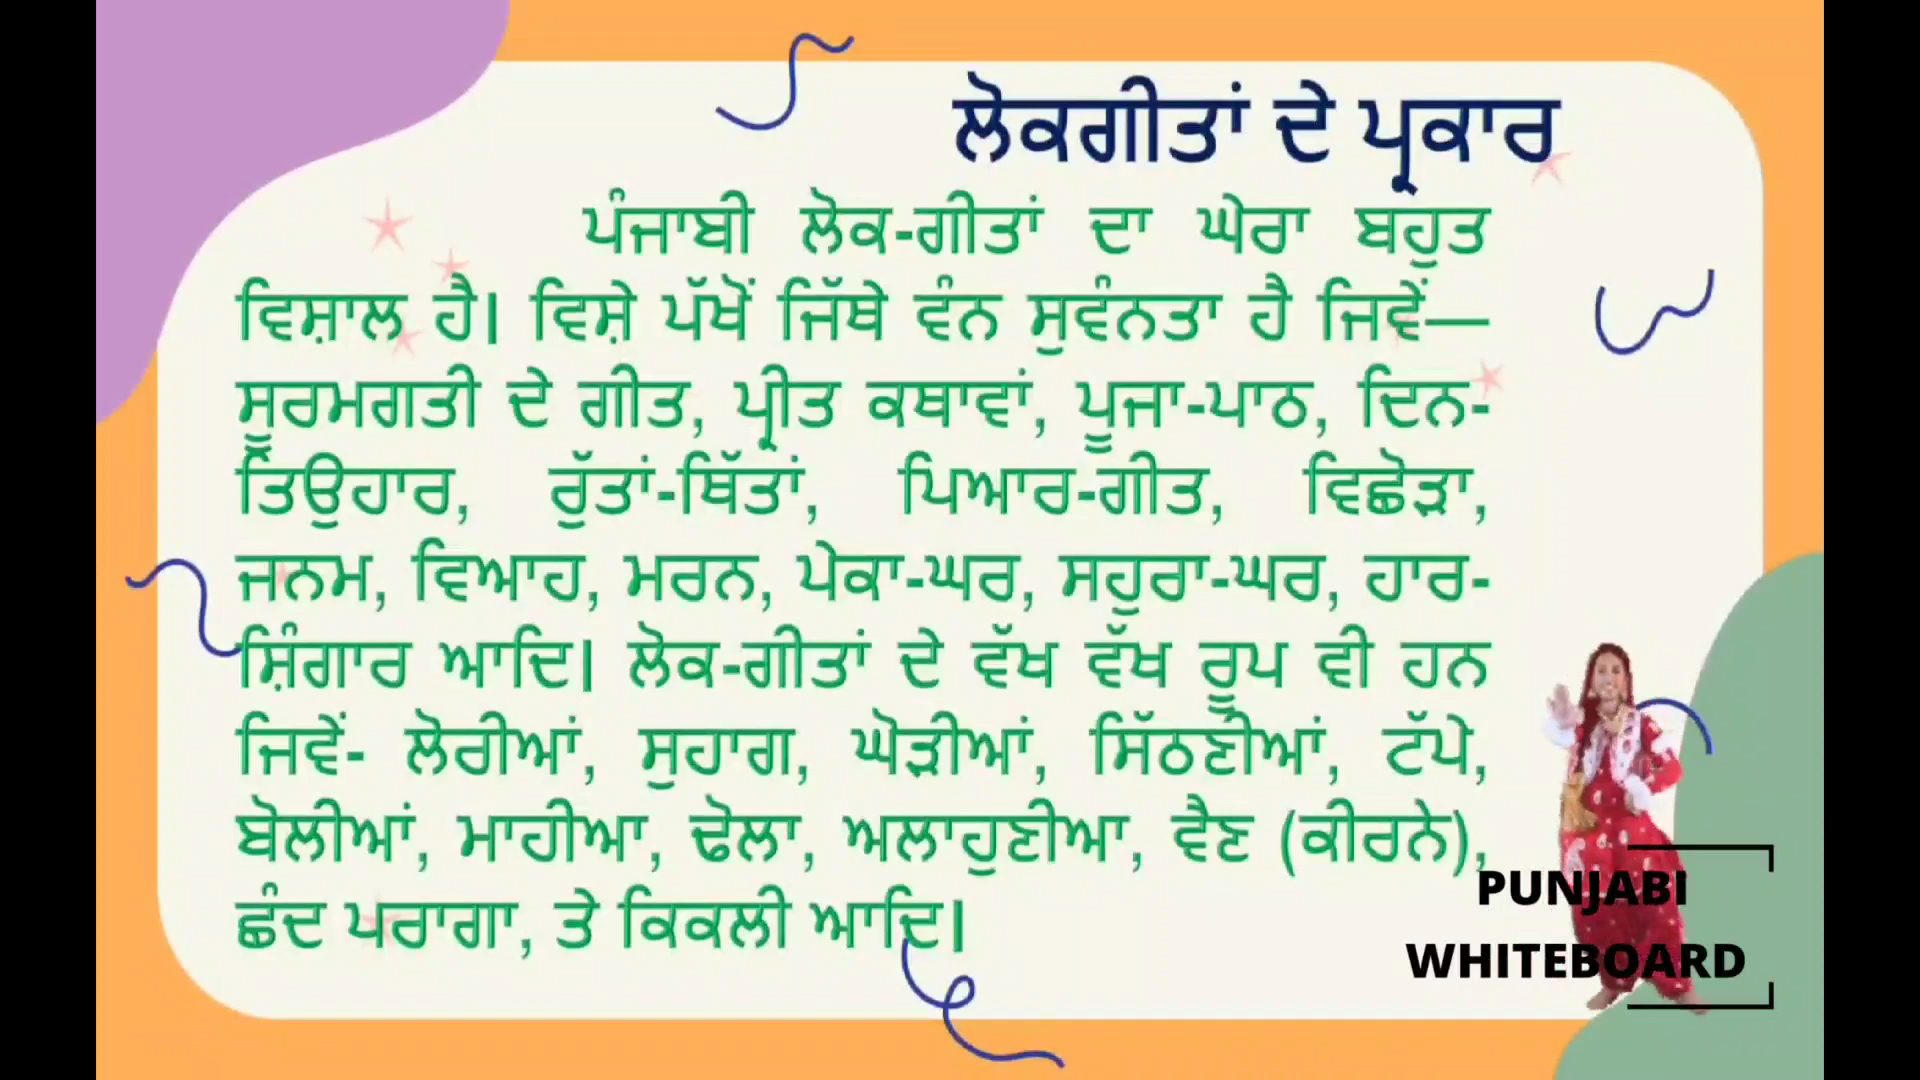 ਲੋਕਗੀਤਾਂ ਦੇ ਪ੍ਰਕਾਰ
ਪੰਜਾਬੀ ਲੋਕ-ਗੀਤਾਂ ਦਾ ਘੇਰਾ ਬਹੁਤ
ਵਿਸ਼ਾਲ ਹੈ। ਵਿਸ਼ੇ ਪੱਖੋਂ ਜਿੱਥੇ ਵੰਨ ਸੁਵੰਨਤਾ ਹੈ ਜਿਵੇਂ—
ਸੂਰਮਗਤੀ ਦੇ ਗੀਤ, ਪ੍ਰੀਤ ਕਥਾਵਾਂ, ਪੂਜਾ-ਪਾਠ, ਦਿਨ-
ਤਿਉਹਾਰ, ਰੁੱਤਾਂ-ਥਿੱਤਾਂ, ਪਿਆਰ-ਗੀਤ, ਵਿਛੋੜਾ,
ਜਨਮ, ਵਿਆਹ, ਮਰਨ, ਪੇਕਾ-ਘਰ, ਸਹੁਰਾ-ਘਰ, ਹਾਰ-
ਸ਼ਿੰਗਾਰ ਆਦਿ। ਲੋਕ-ਗੀਤਾਂ ਦੇ ਵੱਖ ਵੱਖ ਰੂਪ ਵੀ ਹਨ
ਜਿਵੇਂ- ਲੋਰੀਆਂ, ਸੁਹਾਗ, ਘੋੜੀਆਂ, ਸਿੱਠਣੀਆਂ, ਟੱਪੇ,
ਬੋਲੀਆਂ, ਮਾਹੀਆ, ਢੋਲਾ, ਅਲਾਹੁਣੀਆ, ਵੈਣ (ਕੀਰਨੇ),
ਛੰਦ ਪਰਾਗਾ, ਤੇ ਕਿਕਲੀ ਆਦਿ।
PUNJABI
WHITEBOARD